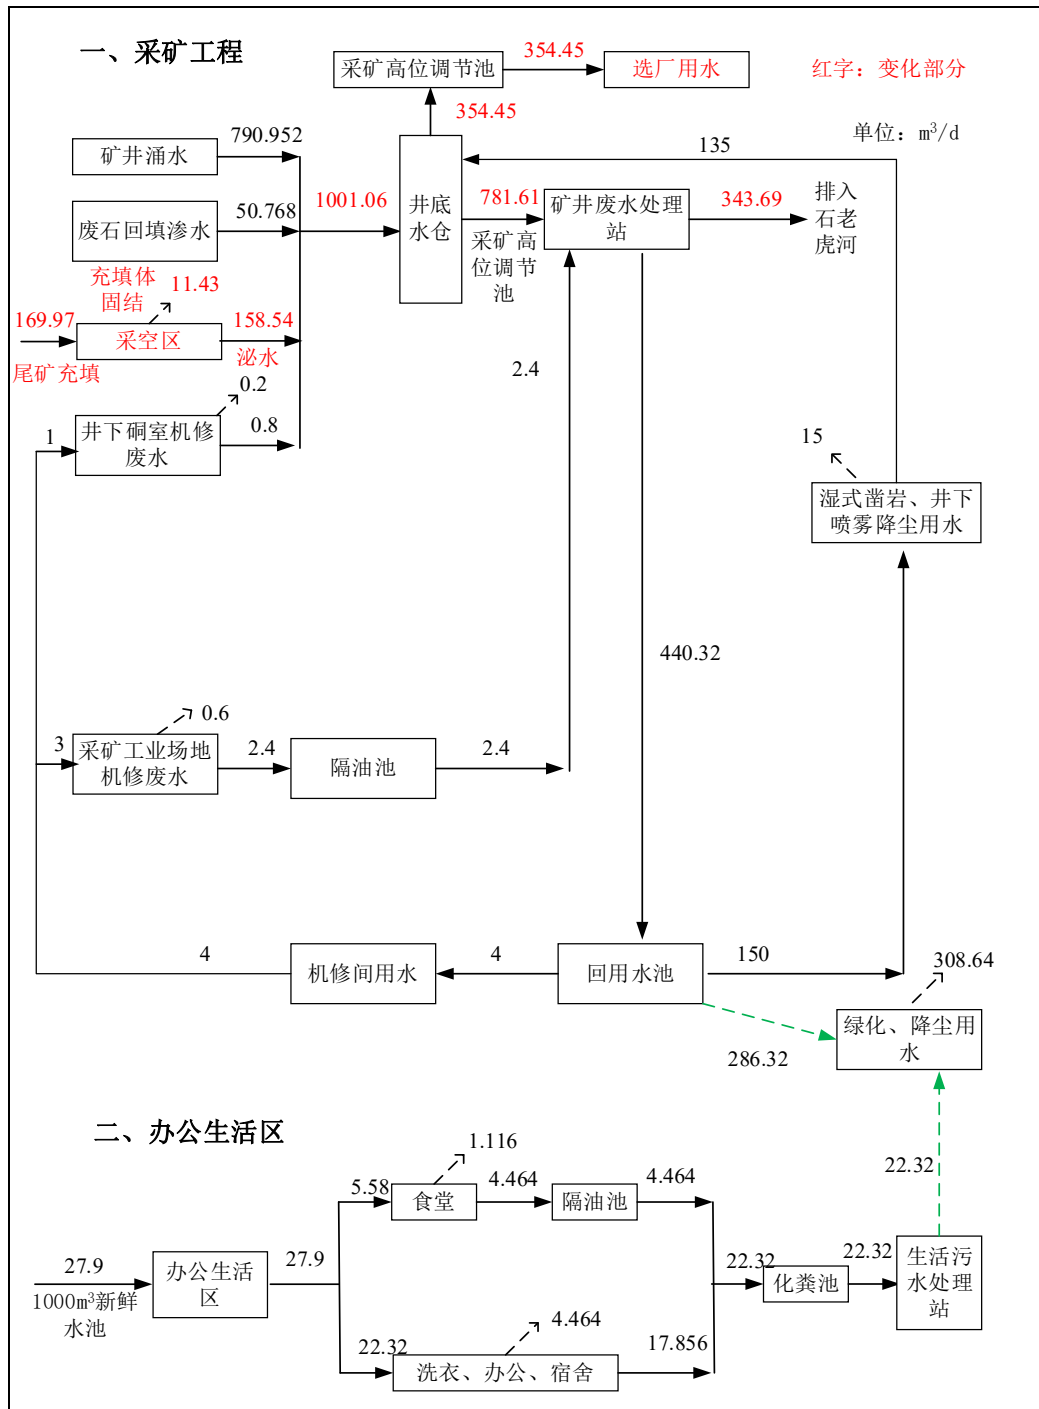 一、采矿工程
采矿高位调节池
354.45
选厂用水
红字：变化部分
354.45
单位：m³/d
矿井涌水
790.952
135
废石回填渗水
50.768
1001.06
井底
水仓
781.61
采矿高
位调节
池
矿井废水处理
站
343.69
排入
石老
虎河
充填体
固结
11.43
169.97
尾矿充填
采空区
158.54
泌水
2.4
0.2
1
井下硐室机修
废水
0.8
15
湿式凿岩、井下
喷雾降尘用水
440.32
0.6
3
采矿工业场地
机修废水
2.4
隔油池
2.4
4
机修间用水
4
回用水池
150
308.64
绿化、降尘用
水
286.32
二、办公生活区
1.116
5.58
食堂
4.464
隔油池
4.464
22.32
27.9
1000m³新鲜
水池
办公生活
区
27.9
22.32
化粪池
22.32
生活污
水处理
站
4.464
22.32
洗衣、办公、宿舍
17.856